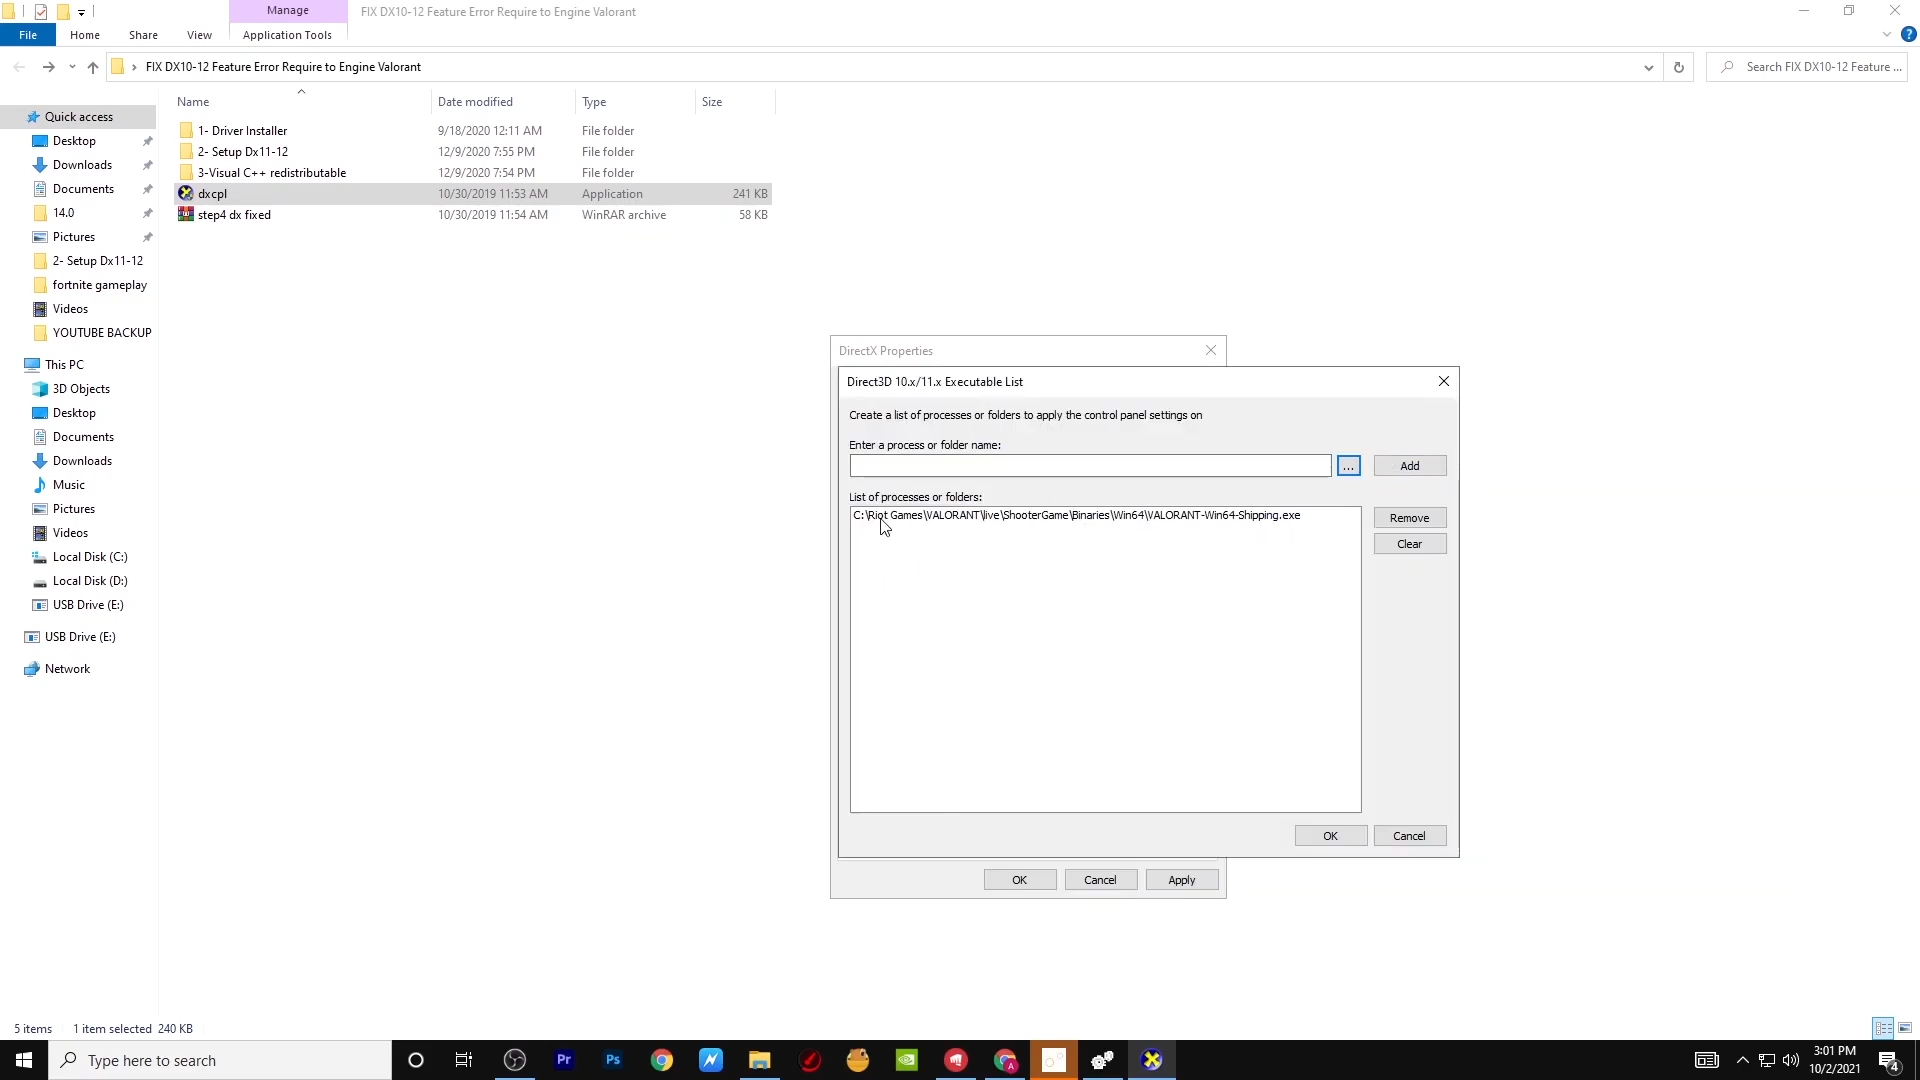 Manage
FIX DX10-12 Feature Error Require to Engine Valorant
File
Home
Share
View
Application Tools
?
› FIX DX10-12 Feature Error Require to Engine Valorant
Search FIX DX10-12 Feature ...
Name
Date modified
Type
Size
1- Driver Installer
9/18/2020 12:11 AM
File folder
2- Setup Dx11-12
12/9/2020 7:55 PM
File folder
3-Visual C++ redistributable
12/9/2020 7:54 PM
File folder
dxcpl
10/30/2019 11:53 AM
Application
241 KB
step4 dx fixed
10/30/2019 11:54 AM
WinRAR archive
58 KB
Quick access
Desktop
Downloads
Documents
14.0
Pictures
2- Setup Dx11-12
fortnite gameplay
Videos
YOUTUBE BACKUP
This PC
3D Objects
Desktop
Documents
Downloads
Music
Pictures
Videos
Local Disk (C:)
Local Disk (D:)
USB Drive (E:)
USB Drive (E:)
Network
DirectX Properties
Direct3D 10.x/11.x Executable List
Create a list of processes or folders to apply the control panel settings on
Enter a process or folder name:
...
Add
List of processes or folders:
C:\Riot Games\VALORANT\live\ShooterGame\Binaries\Win64\VALORANT-Win64-Shipping.exe
Remove
Clear
OK
Cancel
OK
Cancel
Apply
5 items
1 item selected 240 KB
Type here to search
Pr
Ps
A
3:01 PM
10/2/2021
4